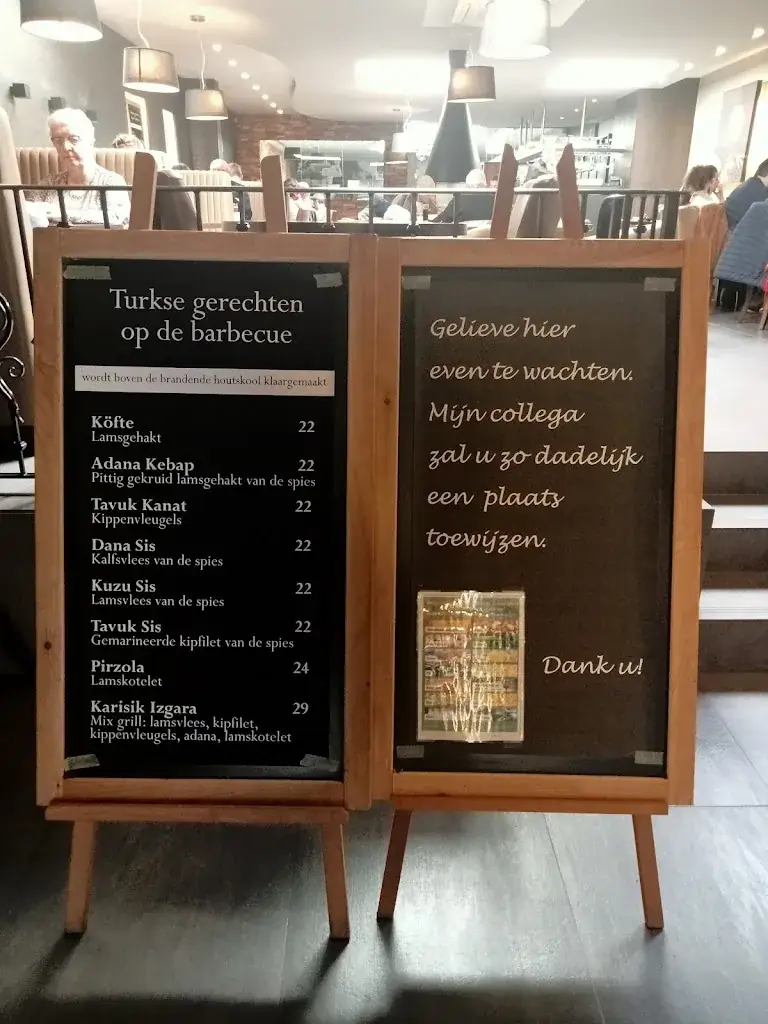 Turkse gerechten
op de barbecue
wordt boven de brandende houtskool klaargemaakt
Köfte 22
Lamsgehakt
Adana Kebap 22
Pittig gekruid lamsgehakt van de spies
Tavuk Kanat 22
Kippenvleugels
Dana Sis 22
Kalfsvlees van de spies
Kuzu Sis 22
Lamsvlees van de spies
Tavuk Sis 22
Gemarineerde kipfilet van de spies
Pirzola 24
Lamskotelet
Karisik Izgara 29
Mix grill: lamsvlees, kipfilet,
kippenvleugels, adana, lamskotelet
Gelieve hier
even te wachten.
Mijn collega
zal u zo dadelijk
een plaats
toewijzen.
Dank u!